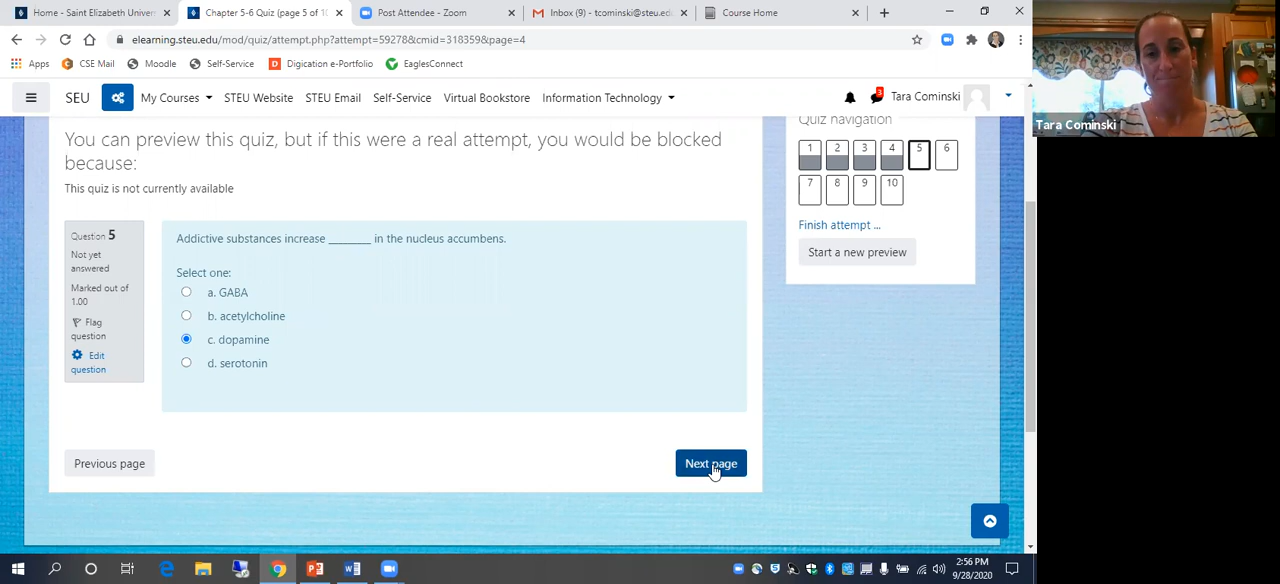 Home - Saint Elizabeth Univer
Chapter 5-6 Quiz (page 5 of 10
Post Attendee - Zoom
Inbox (9) - tcominski@steu.ed
Course Home
elearning.steu.edu/mod/quiz/attempt.php?attempt=59278&cmid=318359&page=4
Apps
CSE Mail
Moodle
Self-Service
Digication e-Portfolio
EaglesConnect
SEU
My Courses
STEU Website
STEU Email
Self-Service
Virtual Bookstore
Information Technology
3
Tara Cominski
Tara Cominski
You can preview this quiz, but if this were a real attempt, you would be blocked
because:
This quiz is not currently available
Question 5
Not yet
answered
Marked out of
1.00
Flag
question
Edit
question
Addictive substances increase _______ in the nucleus accumbens.
Select one:
a. GABA
b. acetylcholine
c. dopamine
d. serotonin
Previous page
Next page
Quiz navigation
1 2 3 4 5 6
7 8 9 10
Finish attempt ...
Start a new preview
2:56 PM
9/28/2020